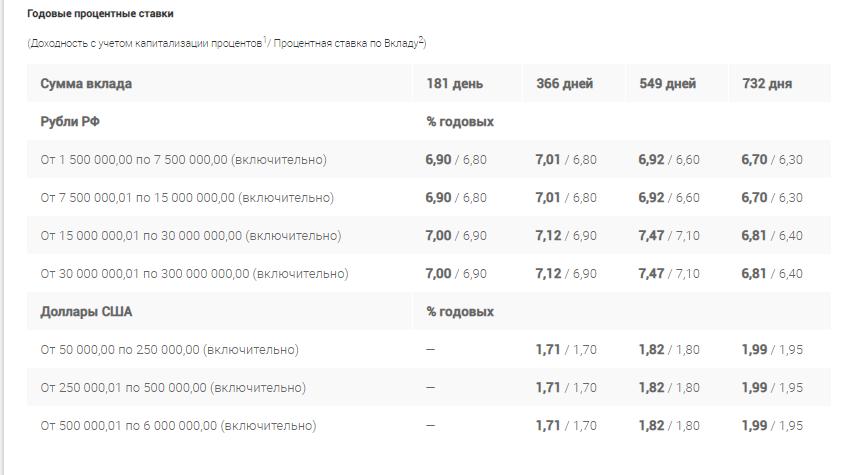 Годовые процентные ставки
(Доходность с учетом капитализации процентов1/ Процентная ставка по Вкладу2)
Сумма вклада 181 день 366 дней 549 дней 732 дня
Рубли РФ % годовых
От 1 500 000,00 по 7 500 000,00 (включительно) 6,90 / 6,80 7,01 / 6,80 6,92 / 6,60 6,70 / 6,30
От 7 500 000,01 по 15 000 000,00 (включительно) 6,90 / 6,80 7,01 / 6,80 6,92 / 6,60 6,70 / 6,30
От 15 000 000,01 по 30 000 000,00 (включительно) 7,00 / 6,90 7,12 / 6,90 7,47 / 7,10 6,81 / 6,40
От 30 000 000,01 по 300 000 000,00 (включительно) 7,00 / 6,90 7,12 / 6,90 7,47 / 7,10 6,81 / 6,40
Доллары США % годовых
От 50 000,00 по 250 000,00 (включительно) — 1,71 / 1,70 1,82 / 1,80 1,99 / 1,95
От 250 000,01 по 500 000,00 (включительно) — 1,71 / 1,70 1,82 / 1,80 1,99 / 1,95
От 500 000,01 по 6 000 000,00 (включительно) — 1,71 / 1,70 1,82 / 1,80 1,99 / 1,95